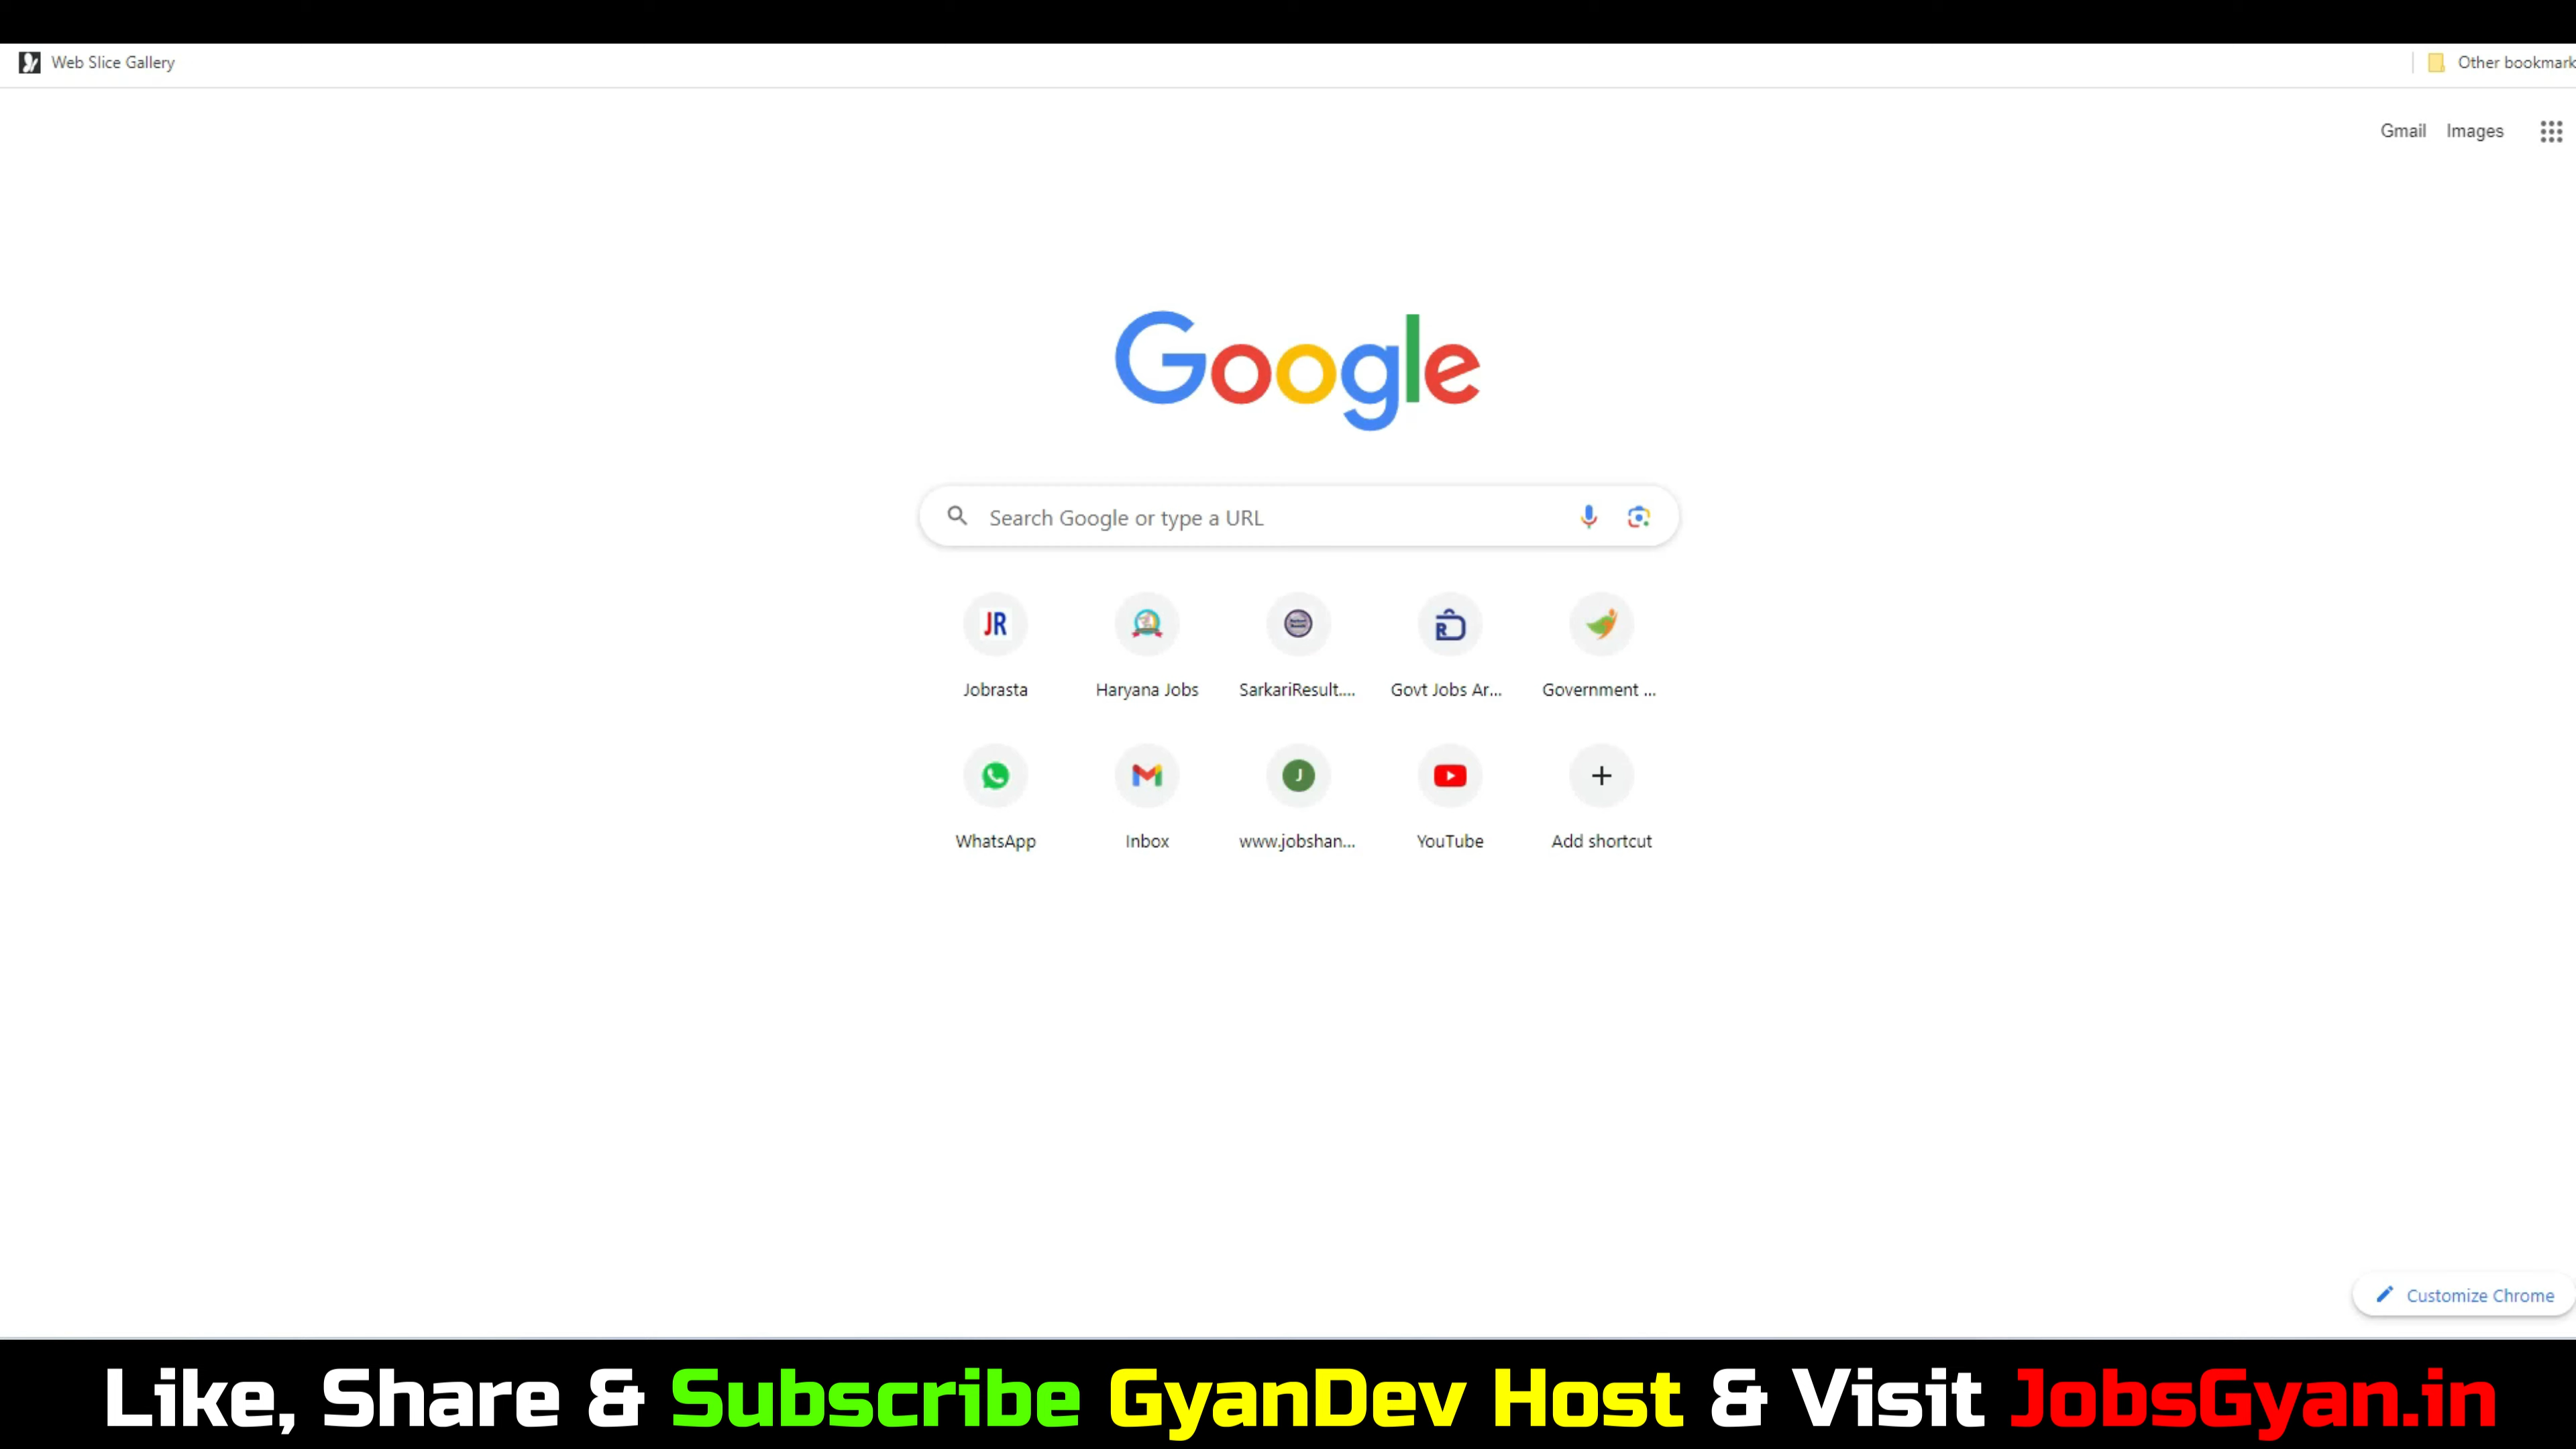 Web Slice Gallery
Other bookmark
Gmail Images
Google
Search Google or type a URL
JR
R
Jobrasta Haryana Jobs SarkariResult.... Govt Jobs Ar... Government ...
J
WhatsApp Inbox www.jobshan... YouTube Add shortcut
Customize Chrome
Like, Share & Subscribe GyanDev Host & Visit JobsGyan.in